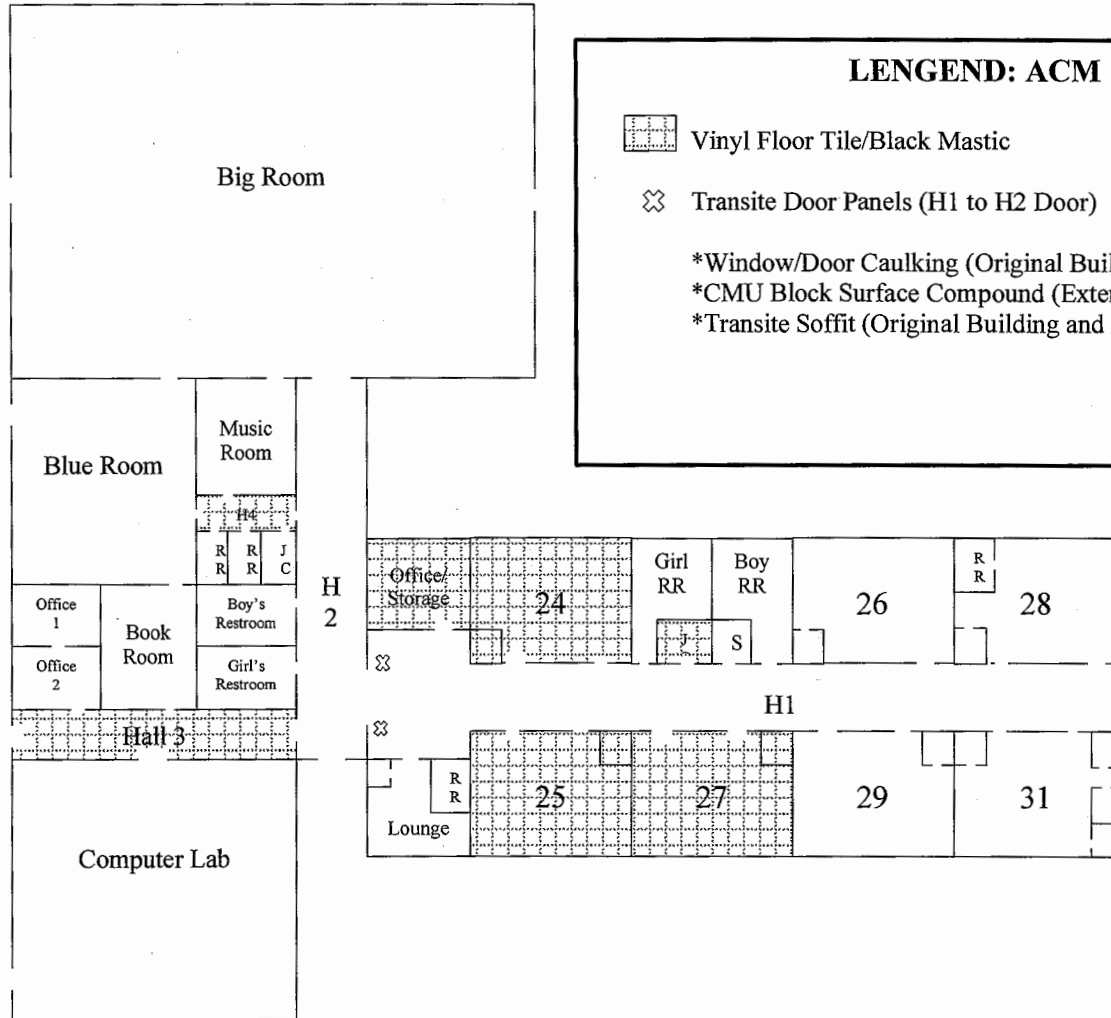 LENGEND: ACM
Vinyl Floor Tile/Black Mastic
Transite Door Panels (H1 to H2 Door)
*Window/Door Caulking (Original Buil
*CMU Block Surface Compound (Exter
*Transite Soffit (Original Building and
Big Room
Music
Room
Blue Room
H4
R
R
R
R
J
C
Office
1
Office
2
Book
Room
Boy's
Restroom
Girl's
Restroom
Hall 3
Computer Lab
H
2
Office/
Storage
24
Girl
RR
Boy
RR
J
S
26
R
R
28
H1
R
R
Lounge
25
27
29
31